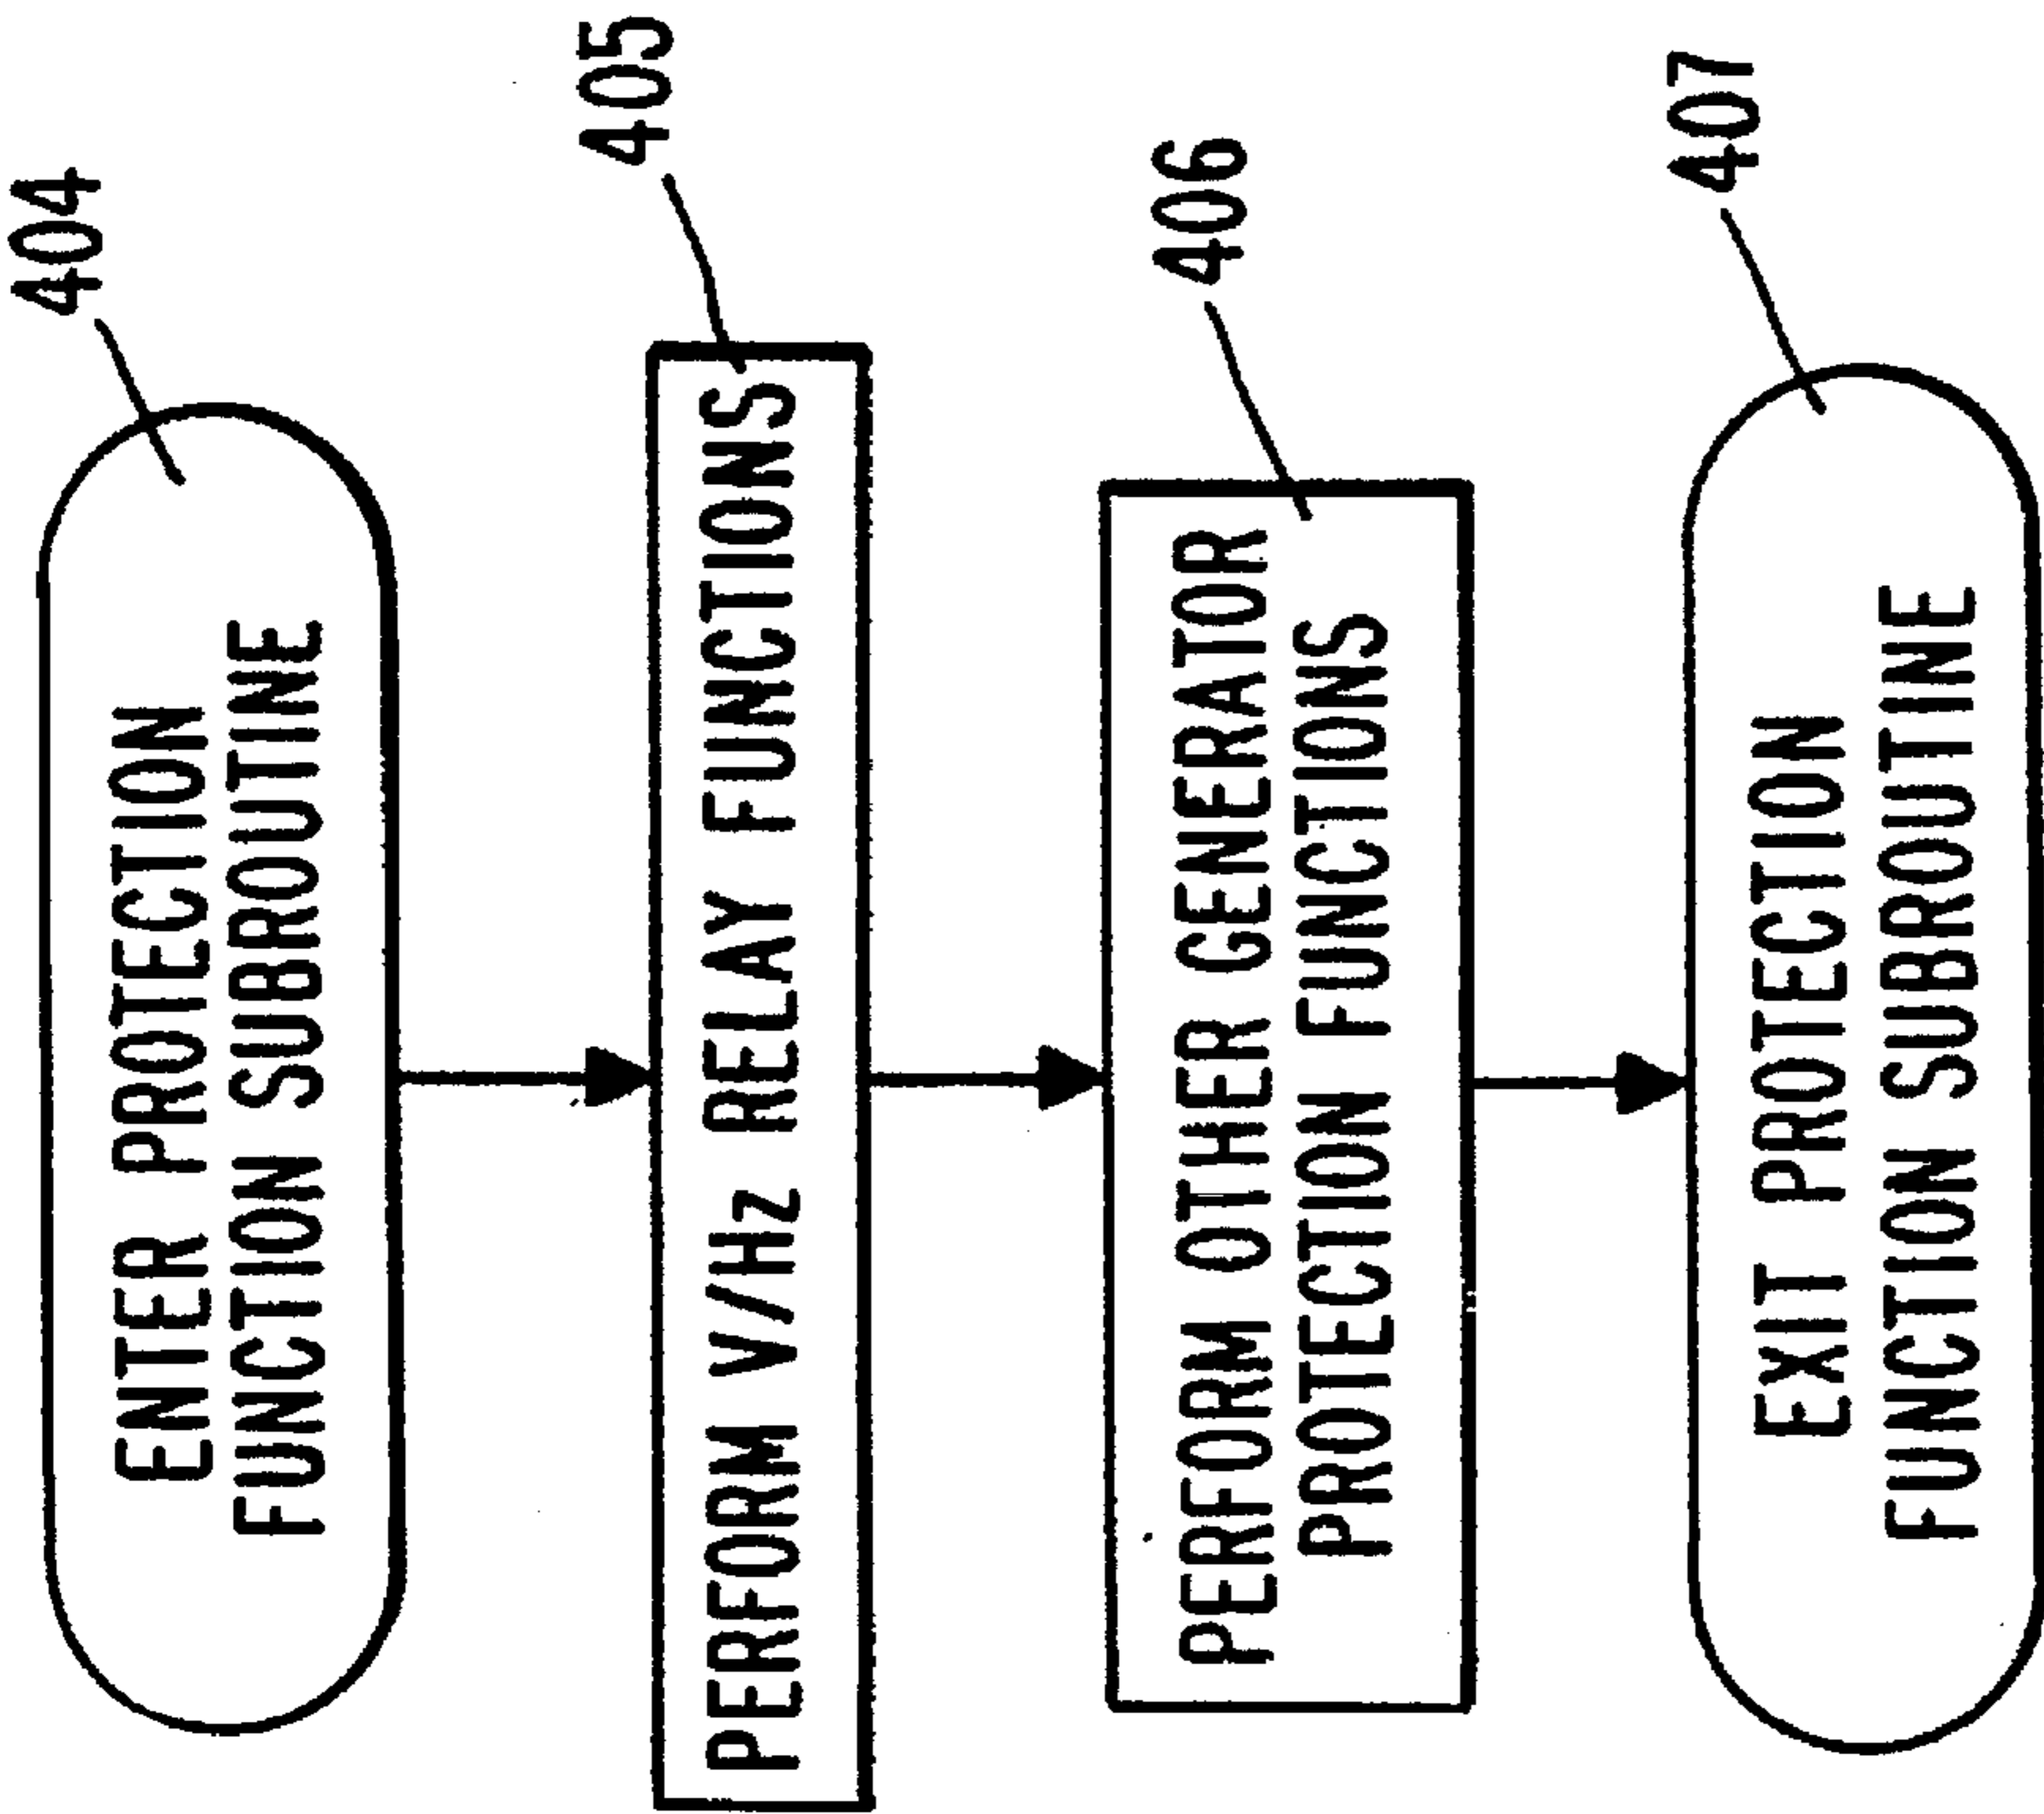 404
ENTER PROTECTION
FUNCTION SUBROUTINE
405
PERFORM V/Hz RELAY FUNCTIONS
406
PERFORM OTHER GENERATOR
PROTECTION FUNCTIONS
407
EXIT PROTECTION
FUNCTION SUBROUTINE